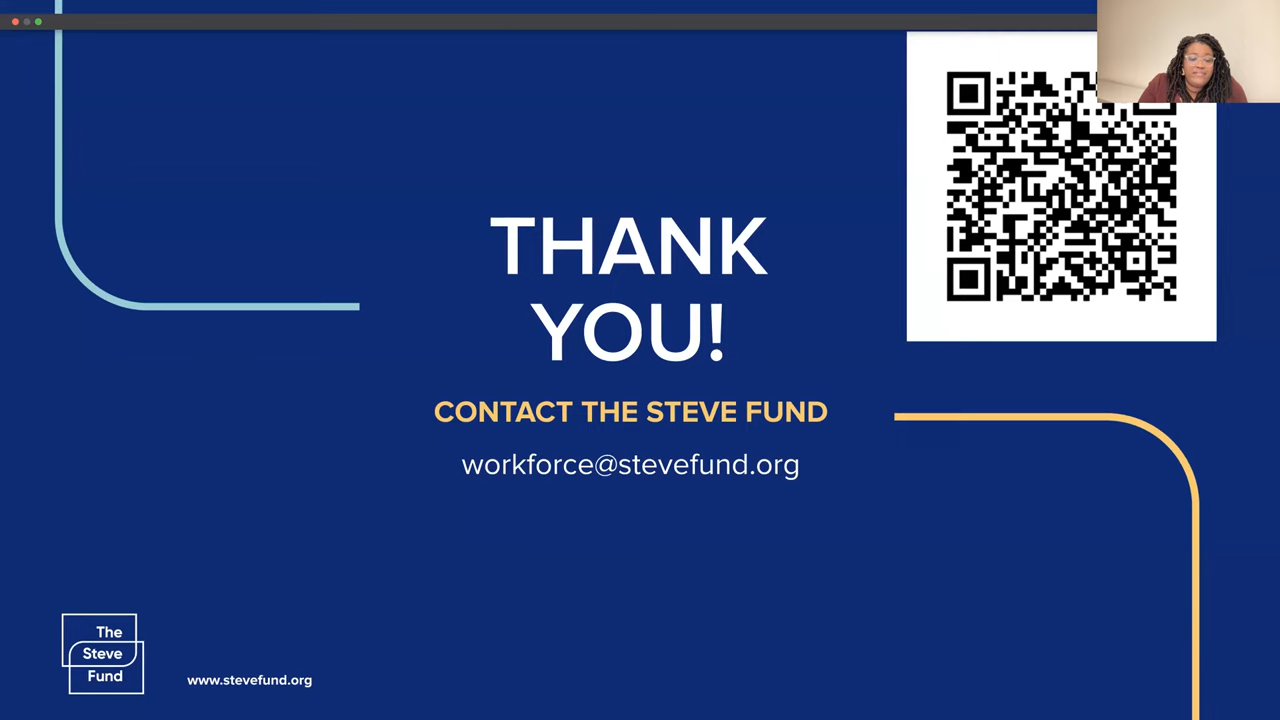 THANK
YOU!
CONTACT THE STEVE FUND
workforce@stevefund.org
The
Steve
Fund
www.stevefund.org